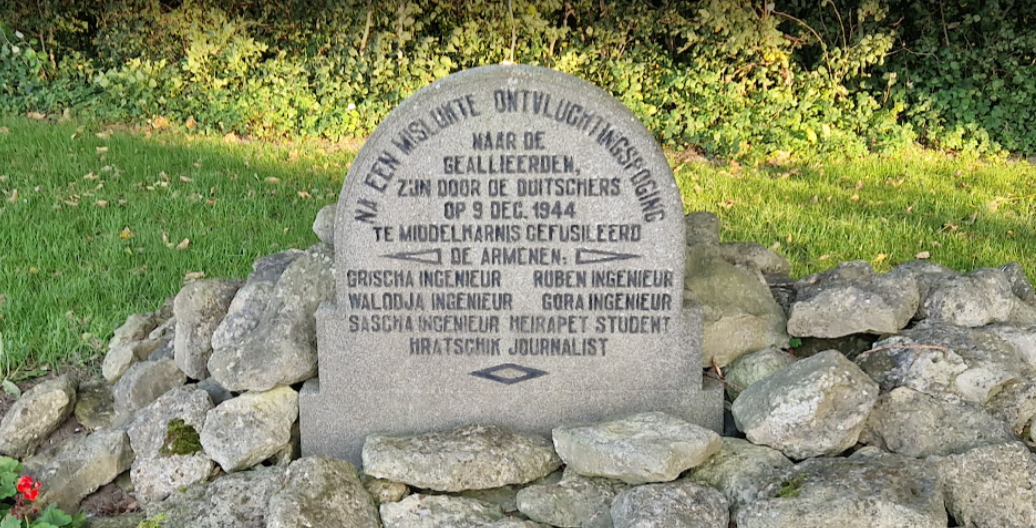 NA EEN MISLUKTE ONTVLUCHTINGSPOGING
NAAR DE
GEALLIEERDEN,
ZIJN DOOR DE DUITSCHERS
OP 9 DEC. 1944
TE MIDDELHARNIS GEFUSILEERD
DE ARMENEN:
GRISCHA INGENIEUR RUBEN INGENIEUR
WALODJA INGENIEUR GORA INGENIEUR
SASCHA INGENIEUR HEIRAPET STUDENT
HRATSCHIK JOURNALIST